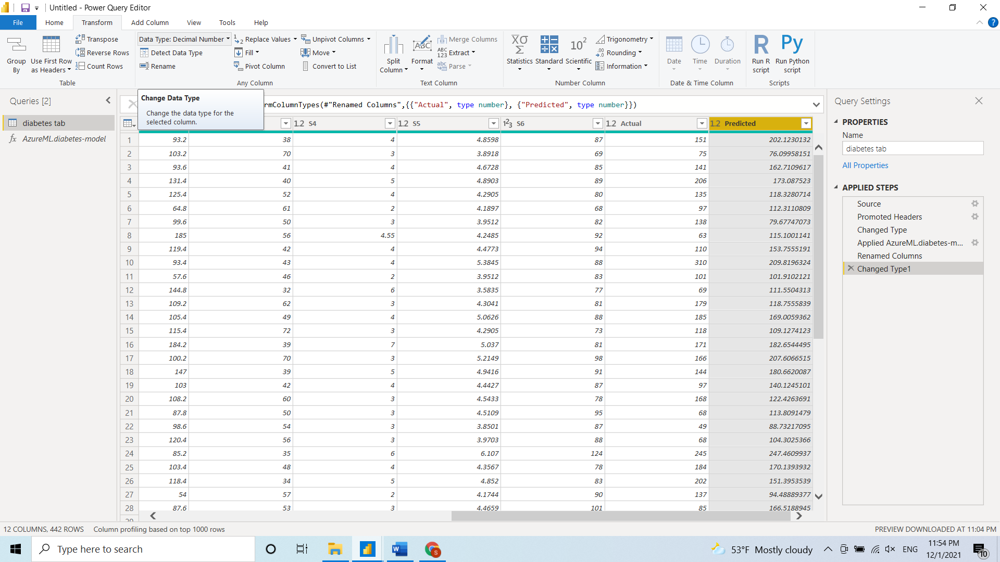 Untitled - Power Query Editor
File Home Transform Add Column View Tools Help
Group By
Use First Row as Headers
Transpose
Reverse Rows
Count Rows
Table
Data Type: Decimal Number
Detect Data Type
Rename
Replace Values
Fill
Pivot Column
Unpivot Columns
Move
Convert to List
Any Column
Split Column
Format
ABC
Merge Columns
ABC 123 Extract
abc Parse
Text Column
XΣ Statistics
Standard
10² Scientific
Trigonometry
.00 Rounding
Information
Number Column
Date
Time
Duration
Date & Time Column
R Run R script
Py Run Python script
Scripts
Queries [2]
diabetes tab
fx AzureML.diabetes-model
Change Data Type
Change the data type for the
selected column.
rmColumnTypes(#"Renamed Columns",{{"Actual", type number}, {"Predicted", type number}})
1.2 S4 1.2 S5 1²3 S6 1.2 Actual 1.2 Predicted
1 93.2 38 4 4.8598 87 151 202.1230132
2 103.2 70 3 3.8918 69 75 76.09958151
3 93.6 41 4 4.6728 85 141 162.7109617
4 131.4 40 5 4.8903 89 206 173.087523
5 125.4 52 4 4.2905 80 135 118.3280714
6 64.8 61 2 4.1897 68 97 112.3110809
7 99.6 50 3 3.9512 82 138 79.67747073
8 185 56 4.55 4.2485 92 63 115.1001141
9 119.4 42 4 4.4773 94 110 153.7555191
10 93.4 43 4 5.3845 88 310 209.8196324
11 57.6 46 2 3.9512 83 101 101.9102121
12 144.8 32 6 3.5835 77 69 111.5504313
13 109.2 62 3 4.3041 81 179 118.7555839
14 105.4 49 4 5.0626 88 185 169.0059362
15 115.4 72 3 4.2905 73 118 109.1274123
16 184.2 39 7 5.037 81 171 182.6544495
17 100.2 70 3 5.2149 98 166 207.6066515
18 147 39 5 4.9416 91 144 180.6620087
19 103 42 4 4.4427 87 97 140.1245101
20 108.2 60 3 4.5433 78 168 122.4263691
21 87.8 50 3 4.5109 95 68 113.8091479
22 98.6 54 3 3.8501 87 49 88.73217095
23 120.4 56 3 3.9703 88 68 104.3025366
24 85.2 35 6 6.107 124 245 247.4609937
25 103.4 48 4 4.3567 78 184 170.1393932
26 118.4 34 5 4.852 83 202 151.3953539
27 54 57 2 4.1744 90 137 94.48889377
28 87.6 53 3 4.4659 101 85 166.5188945
29
Query Settings
PROPERTIES
Name
diabetes tab
All Properties
APPLIED STEPS
Source
Promoted Headers
Changed Type
Applied AzureML.diabetes-m...
Renamed Columns
Changed Type1
12 COLUMNS, 442 ROWS Column profiling based on top 1000 rows
PREVIEW DOWNLOADED AT 11:04 PM
Type here to search
53°F Mostly cloudy
ENG
11:54 PM
12/1/2021
10